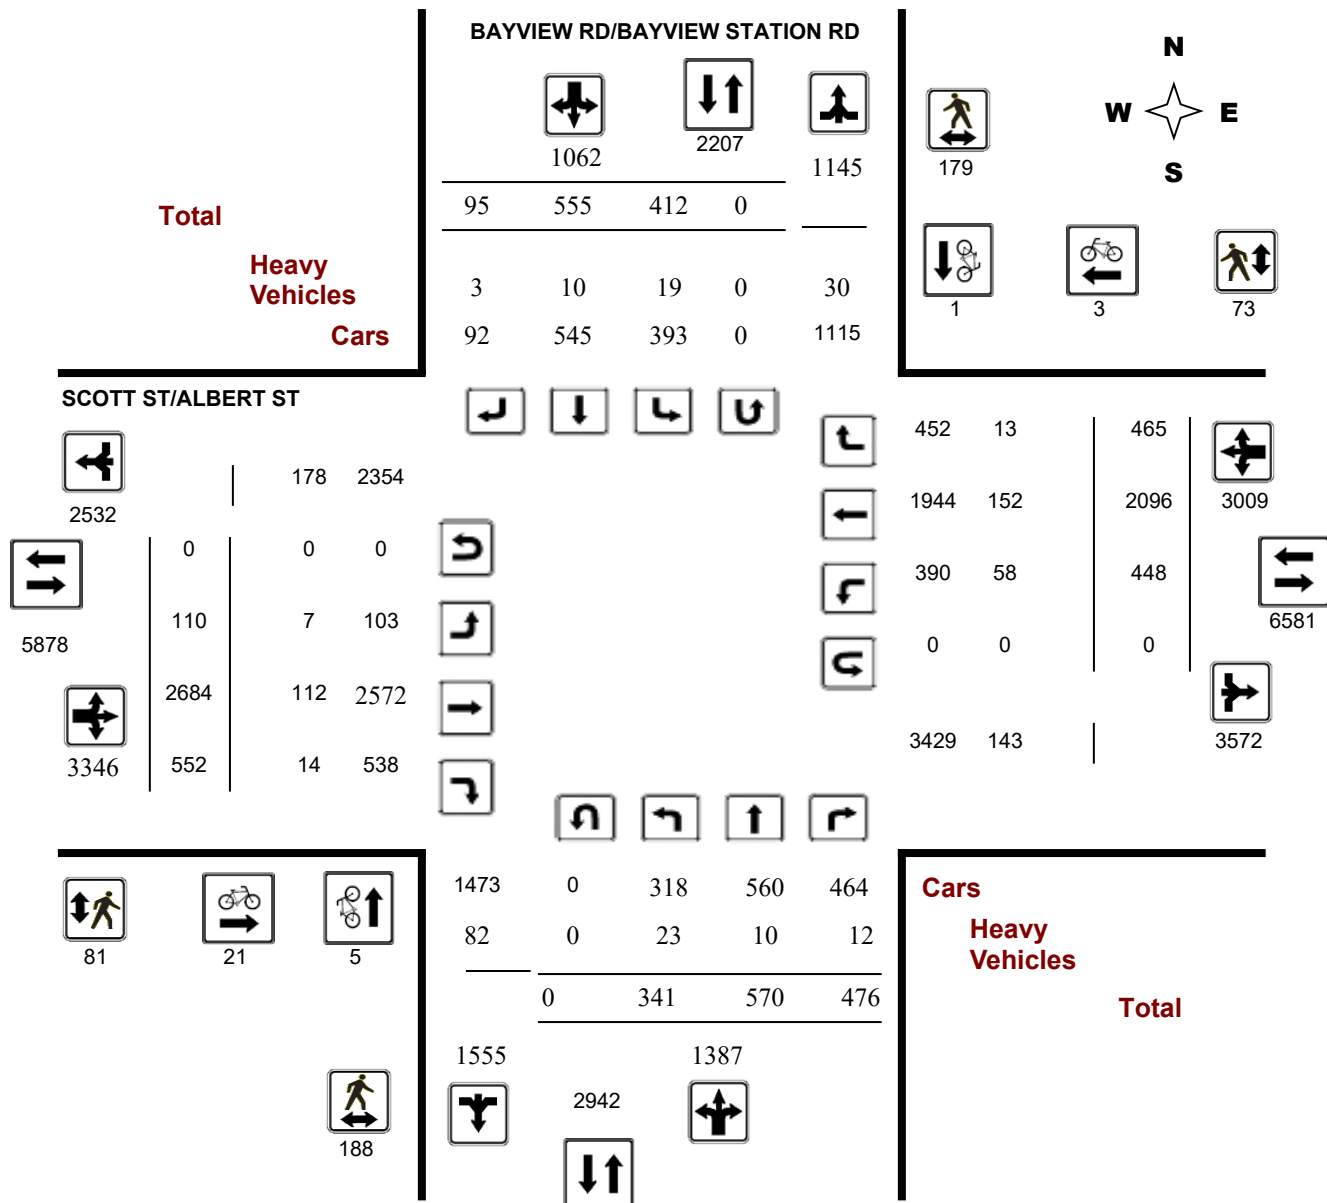 BAYVIEW RD/BAYVIEW STATION RD
N
W E
S
1062
2207
1145
179
Total
95 555 412 0
Heavy
Vehicles
3 10 19 0 30
1 3 73
Cars
92 545 393 0 1115
SCOTT ST/ALBERT ST
452 13 465
178 2354
2532
1944 152 2096
3009
0 0 0
390 58 448
110 7 103
5878
6581
0 0 0
2684 112 2572
3429 143
3572
3346
552 14 538
1473 0 318 560 464
Cars
82 0 23 10 12
Heavy
Vehicles
81 21 5
0 341 570 476
Total
1555
1387
2942
188